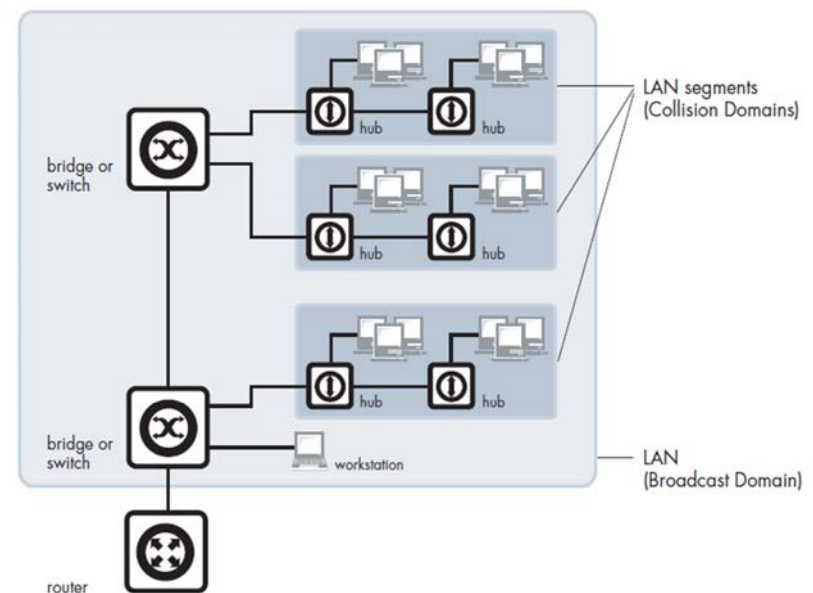 hub
hub
LAN segments
(Collision Domains)
bridge or
switch
hub
hub
hub
hub
bridge or
switch
workstation
LAN
(Broadcast Domain)
router